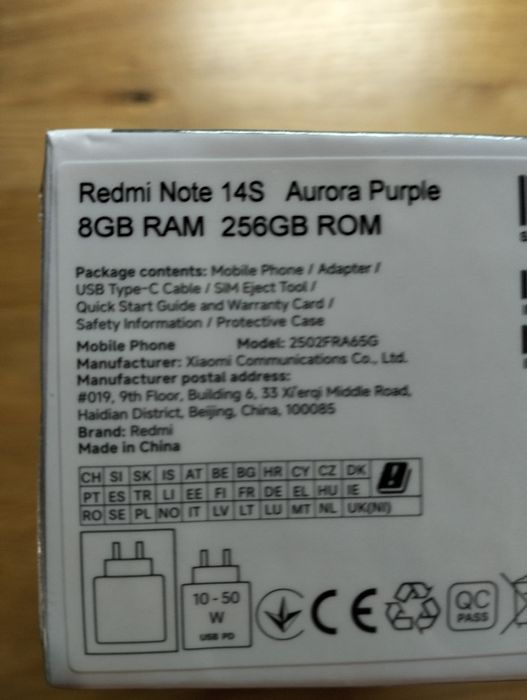 Redmi Note 14S Aurora Purple
8GB RAM 256GB ROM
Package contents: Mobile Phone / Adapter /
USB Type-C Cable / SIM Eject Tool /
Quick Start Guide and Warranty Card /
Safety Information / Protective Case
Mobile Phone Model: 2502FRA65G
Manufacturer: Xiaomi Communications Co., Ltd.
Manufacturer postal address:
#019, 9th Floor, Building 6, 33 Xi'erqi Middle Road,
Haidian District, Beijing, China, 100085
Brand: Redmi
Made in China
CH SI SK IS AT BE BG HR CY CZ DK
PT ES TR LI EE FI FR DE EL HU IE
RO SE PL NO IT LV LT LU MT NL UK(NI)
10 - 50
W
USB PD
CE
QC
PASS